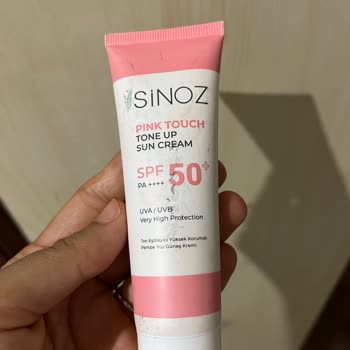 SiNOZ
PINK TOUCH
TONE UP
SUN CREAM
SPF 50+
PA ++++
UVA / UVB
Very High Protection
Ton Eşitleyici Yüksek Korumalı
Pembe Yüz Güneş Kremi